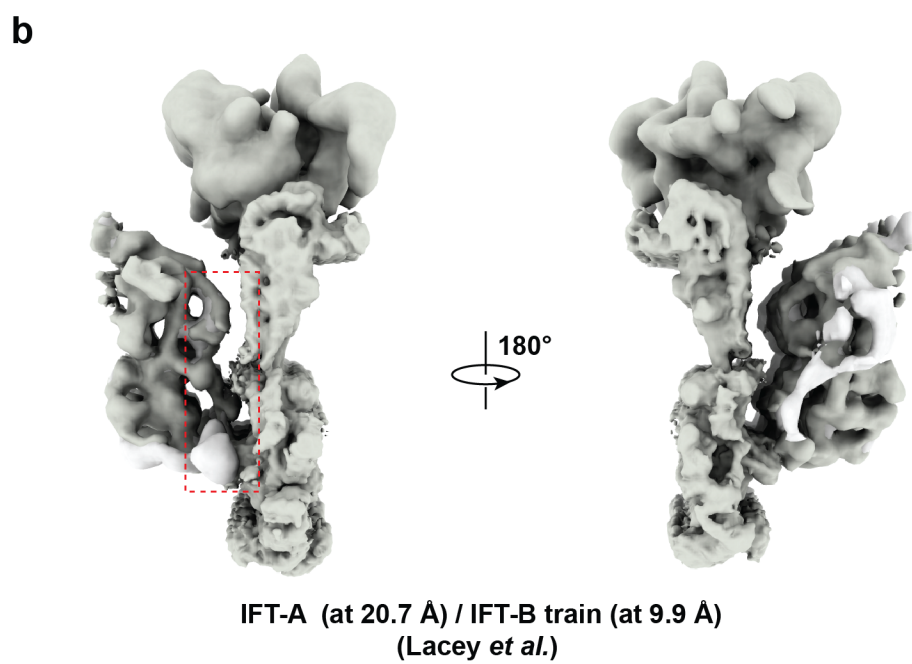 b
180°
IFT-A (at 20.7 Å) / IFT-B train (at 9.9 Å)
(Lacey et al.)